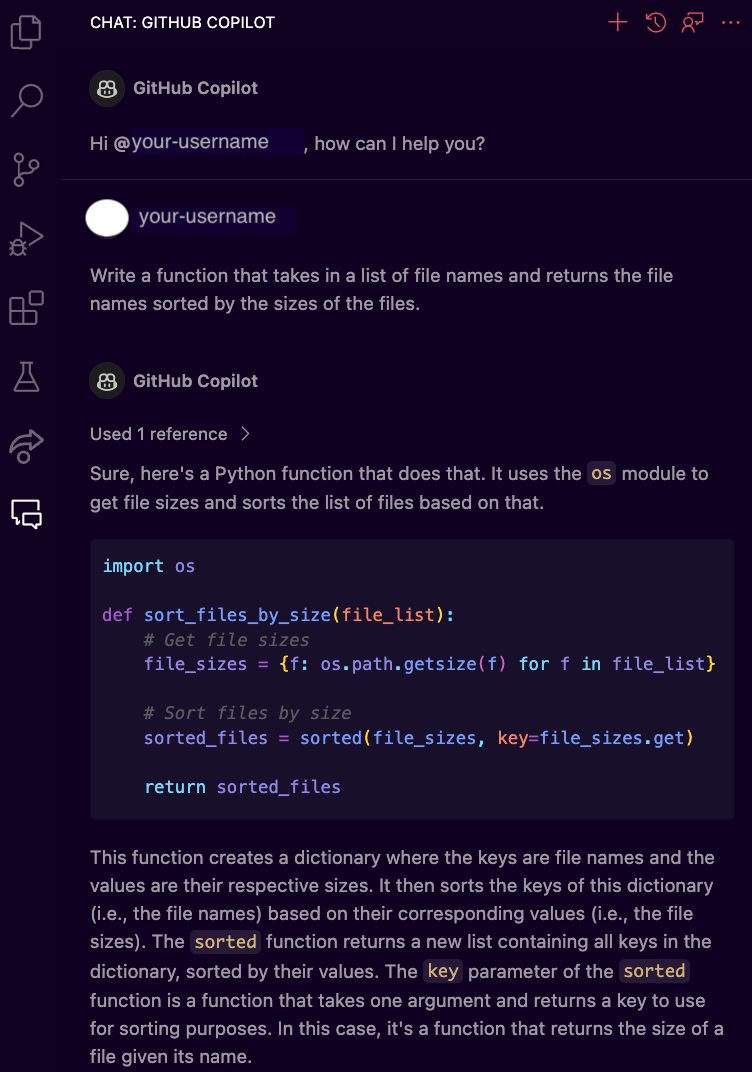 CHAT: GITHUB COPILOT
GitHub Copilot
Hi @your-username, how can I help you?
your-username
Write a function that takes in a list of file names and returns the file
names sorted by the sizes of the files.
GitHub Copilot
Used 1 reference
Sure, here's a Python function that does that. It uses the os module to
get file sizes and sorts the list of files based on that.
import os
def sort_files_by_size(file_list):
    # Get file sizes
    file_sizes = {f: os.path.getsize(f) for f in file_list}
    # Sort files by size
    sorted_files = sorted(file_sizes, key=file_sizes.get)
    return sorted_files
This function creates a dictionary where the keys are file names and the
values are their respective sizes. It then sorts the keys of this dictionary
(i.e., the file names) based on their corresponding values (i.e., the file
sizes). The sorted function returns a new list containing all keys in the
dictionary, sorted by their values. The key parameter of the sorted
function is a function that takes one argument and returns a key to use
for sorting purposes. In this case, it's a function that returns the size of a
file given its name.